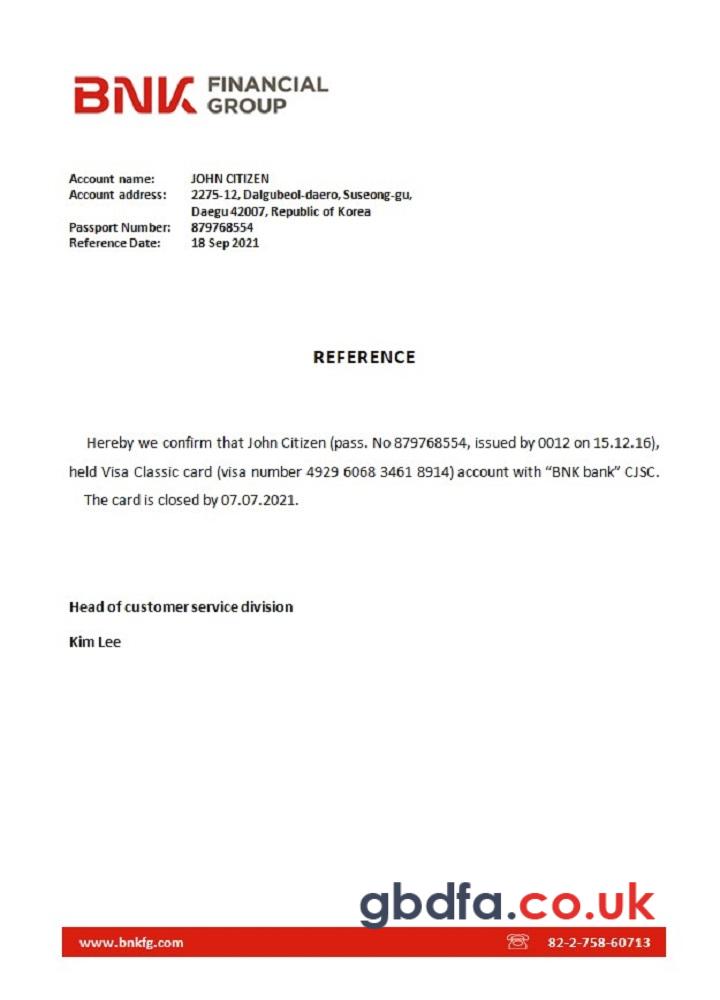 BNK FINANCIAL
GROUP
Account name: JOHN CITIZEN
Account address: 2275-12, Dalgubeol-daero, Suseong-gu,
Daegu 42007, Republic of Korea
Passport Number: 879768554
Reference Date: 18 Sep 2021
REFERENCE
Hereby we confirm that John Citizen (pass. No 879768554, issued by 0012 on 15.12.16),
held Visa Classic card (visa number 4929 6068 3461 8914) account with “BNK bank” CJSC.
The card is closed by 07.07.2021.
Head of customer service division
Kim Lee
gbdfa.co.uk
www.bnkfg.com 82-2-758-60713